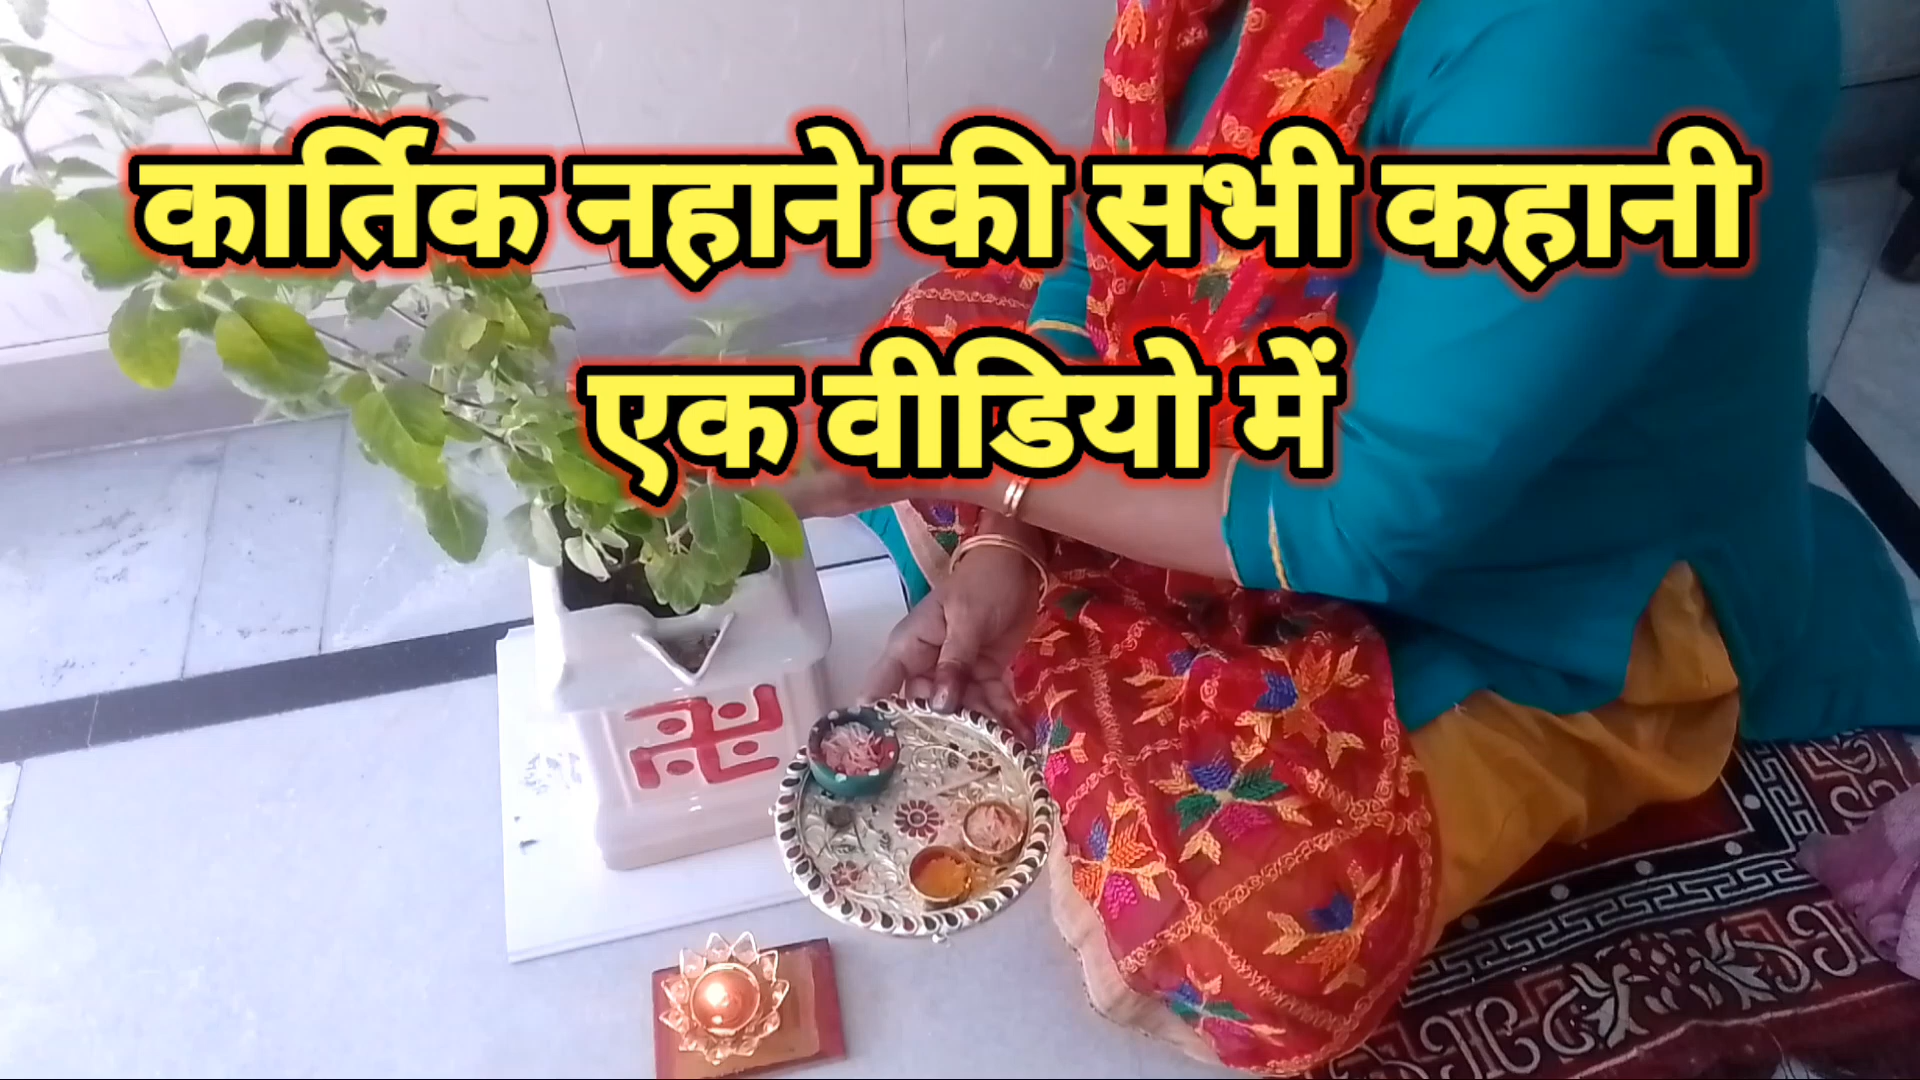 कार्तिक नहाने की सभी कहानी
एक वीडियो में